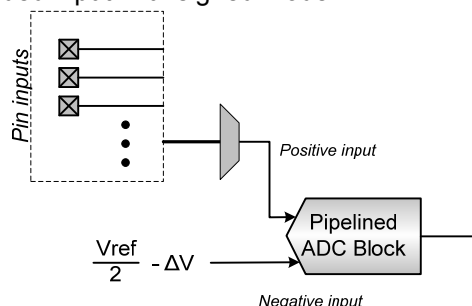 Pin inputs
Positive input
Pipelined
ADC Block
Vref
2
- ΔV
Negative input